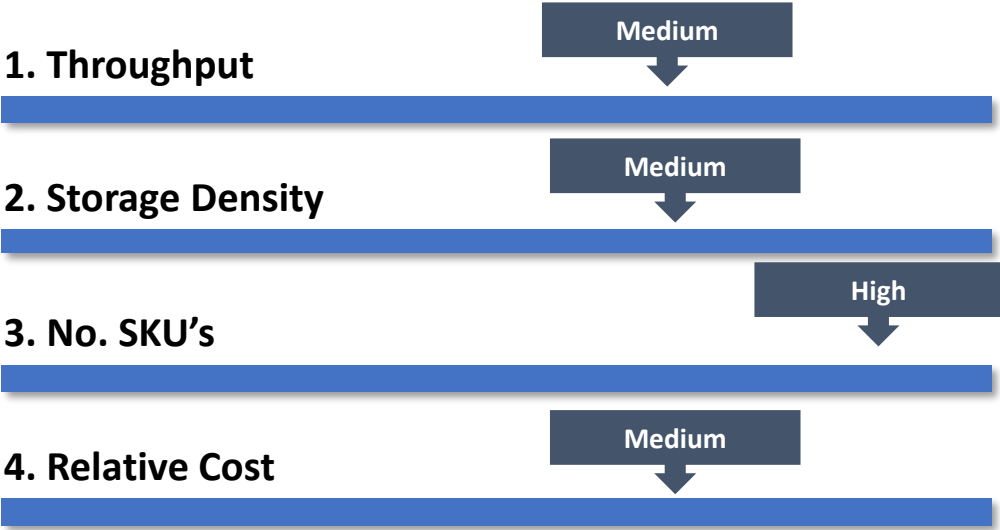 Medium
1. Throughput
Medium
2. Storage Density
High
3. No. SKU’s
Medium
4. Relative Cost